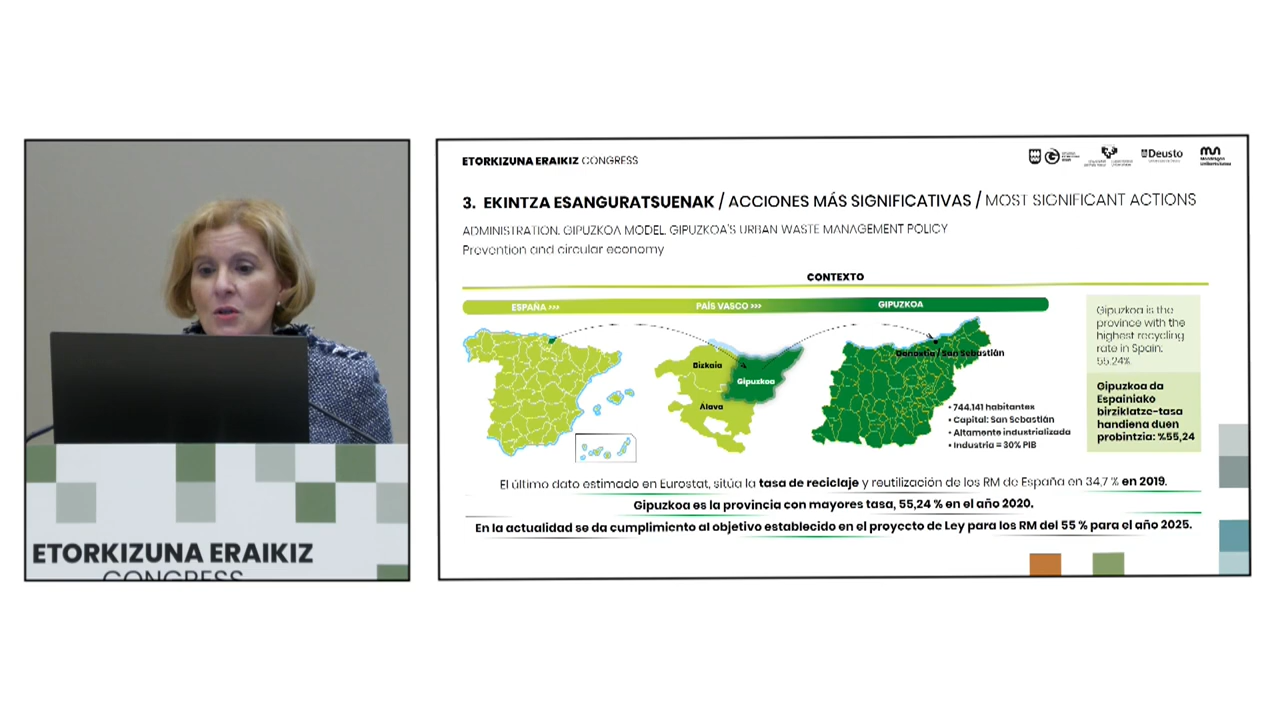 ETORKIZUNA ERAIKIZ
CONGRESS
ETORKIZUNA ERAIKIZ CONGRESS
Deusto
3. EKINTZA ESANGURATSUENAK / ACCIONES MÁS SIGNIFICATIVAS / MOST SIGNIFICANT ACTIONS
ADMINISTRATION. GIPUZKOA MODEL. GIPUZKOA'S URBAN WASTE MANAGEMENT POLICY
Prevention and circular economy
CONTEXTO
ESPAÑA >>>
PAÍS VASCO >>>
GIPUZKOA
Bizkaia
Gipuzkoa
Álava
Donostia / San Sebastián
• 744.141 habitantes
• Capital: San Sebastián
• Altamente industrializada
• Industria = 30% PIB
Gipuzkoa is the
province with the
highest recycling
rate in Spain:
55.24%.
Gipuzkoa da
Espainiako
birziklatze-tasa
handiena duen
probintzia: %55,24
El último dato estimado en Eurostat, sitúa la tasa de reciclaje y reutilización de los RM de España en 34,7 % en 2019.
Gipuzkoa es la provincia con mayores tasa, 55,24 % en el año 2020.
En la actualidad se da cumplimiento al objetivo establecido en el proyecto de Ley para los RM del 55 % para el año 2025.